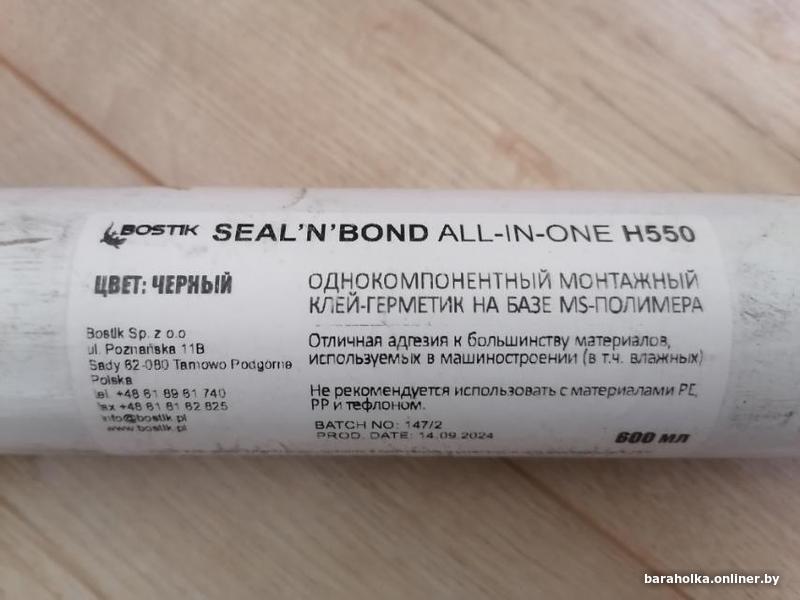 BOSTIK SEAL'N'BOND ALL-IN-ONE H550
ЦВЕТ: ЧЕРНЫЙ
ОДНОКОМПОНЕНТНЫЙ МОНТАЖНЫЙ
КЛЕЙ-ГЕРМЕТИК НА БАЗЕ MS-ПОЛИМЕРА
Bostik Sp. z o.o
ul. Poznańska 11B
Sady 62-080 Tarnowo Podgórne
Polska
tel. +48 61 89 61 740
fax +48 61 81 62 625
info@bostik.pl
www.bostik.pl
Отличная адгезия к большинству материалов,
используемых в машиностроении (в т.ч. влажных)
Не рекомендуется использовать с материалами PE,
PP и тефлоном.
BATCH NO: 147/2
PROD. DATE: 14.09.2024
600 мл
baraholka.onliner.by